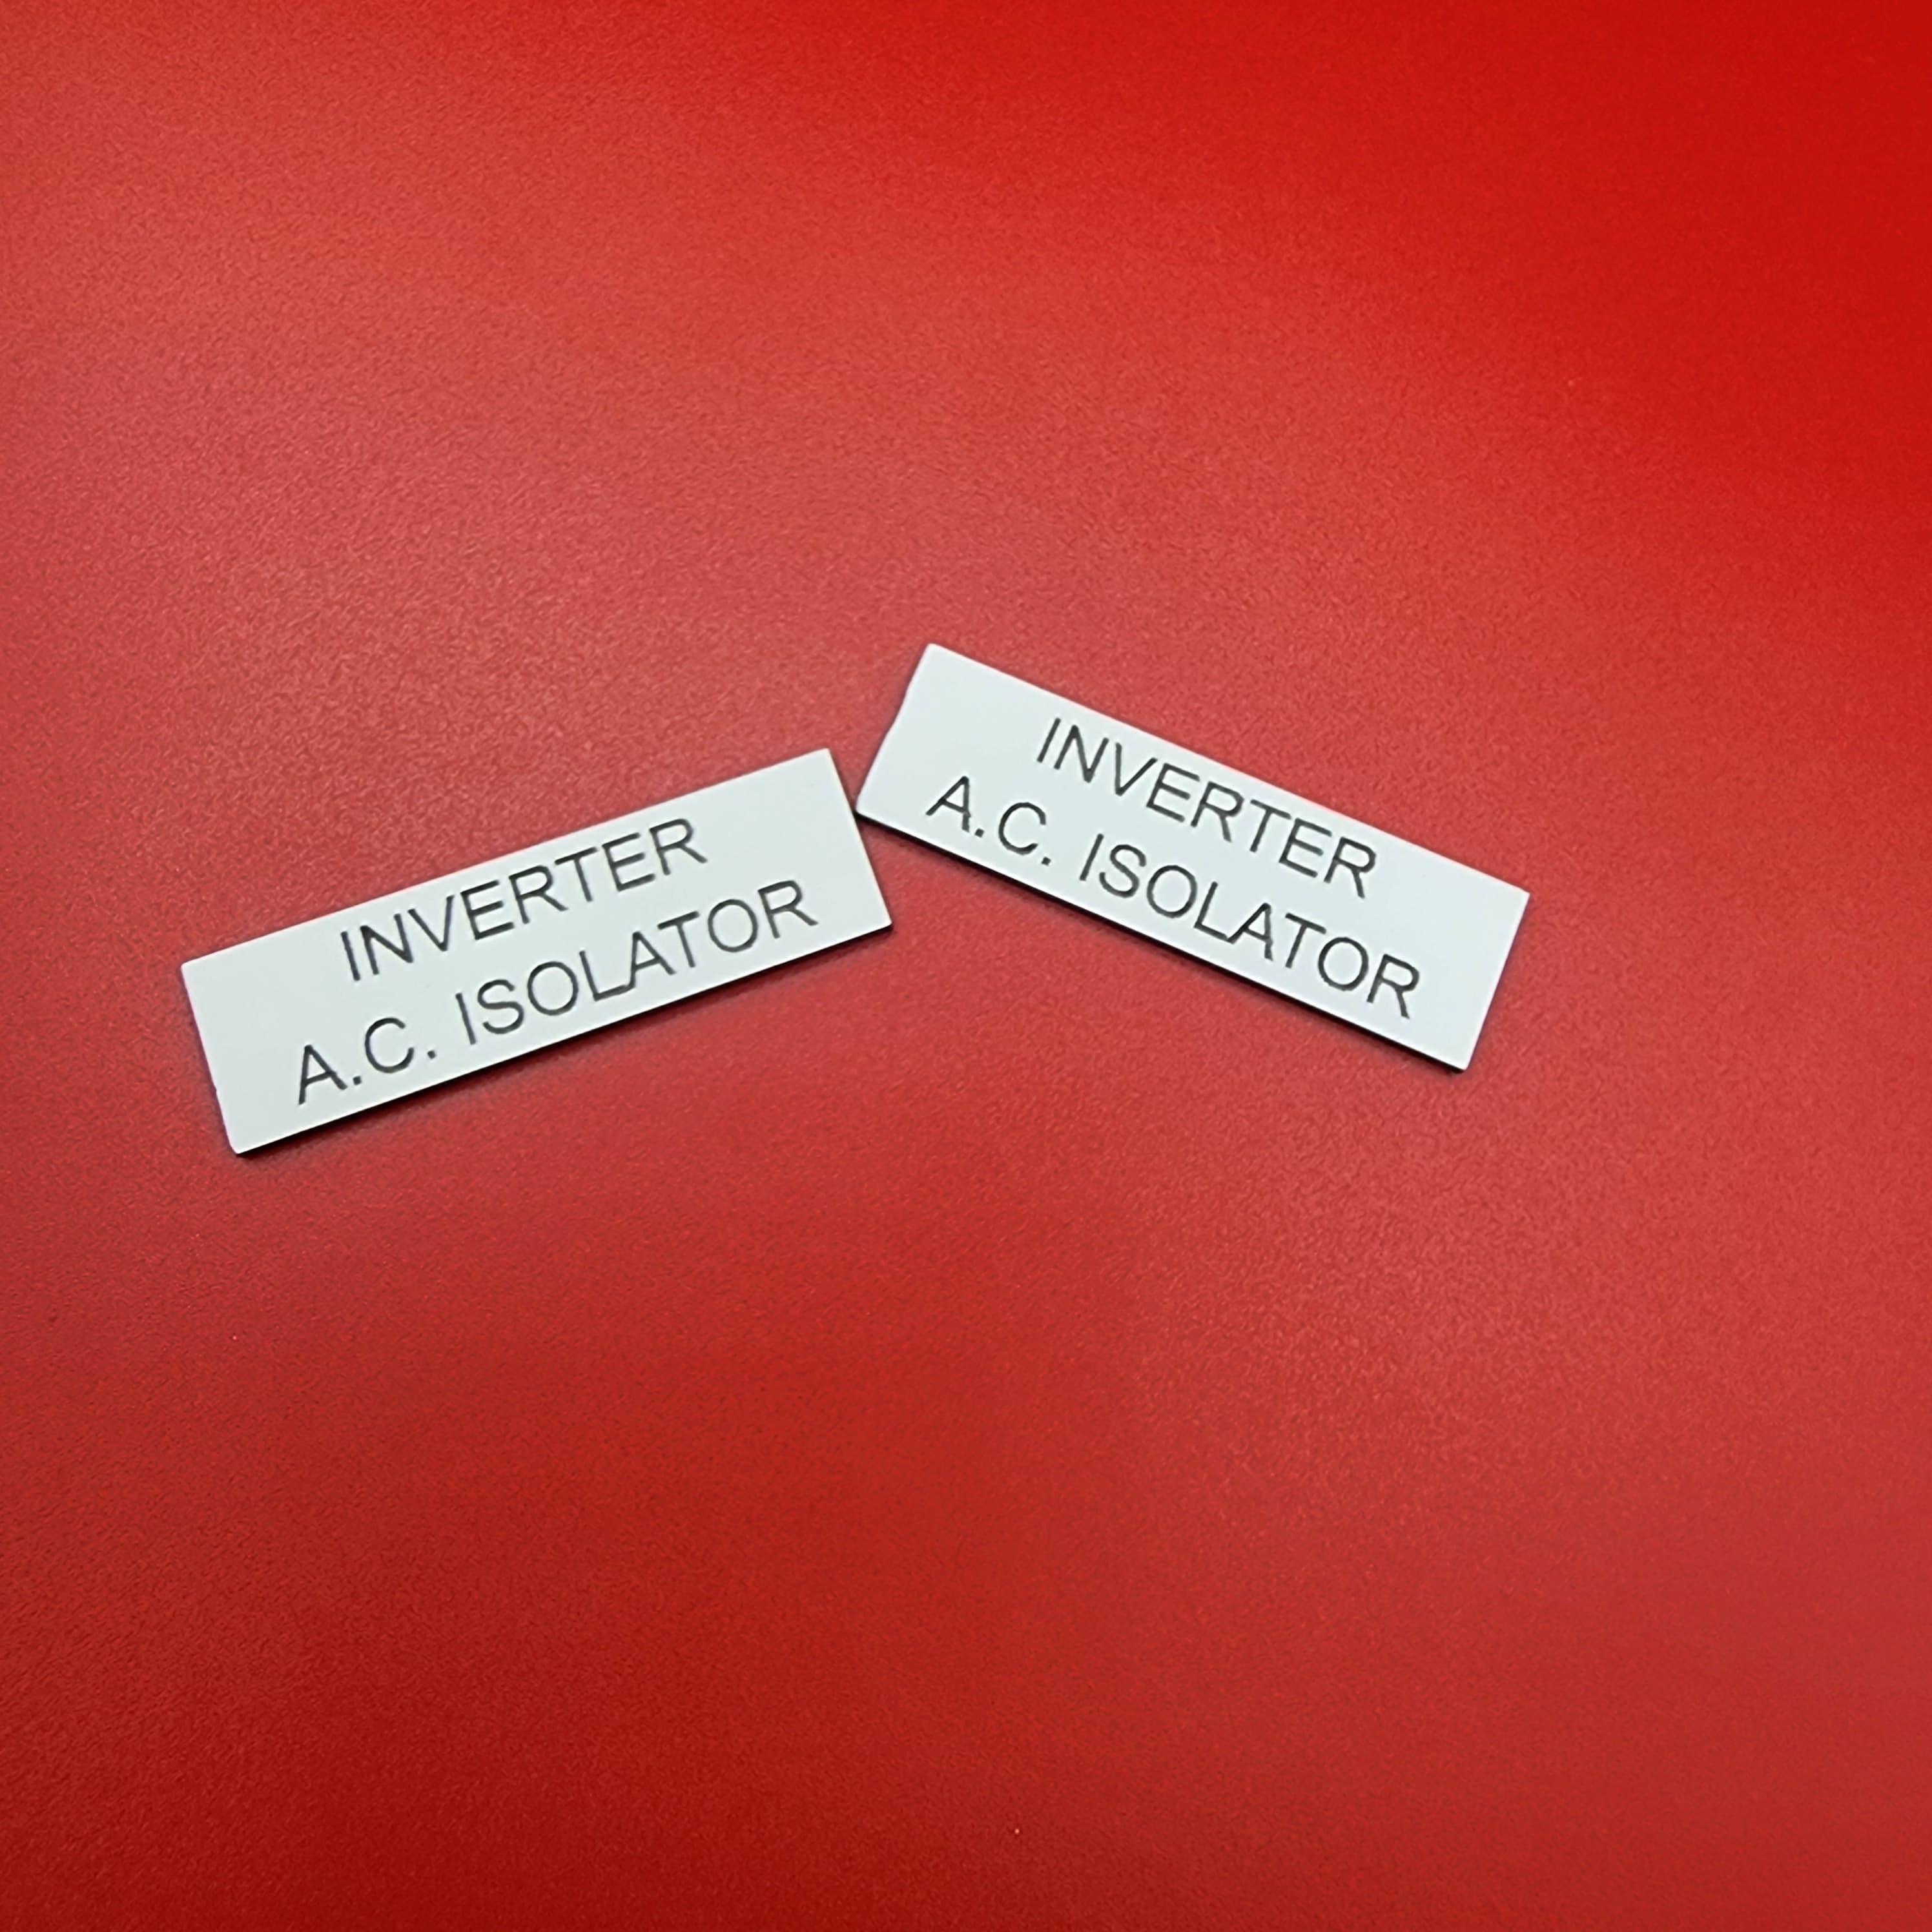 INVERTER
A.C. ISOLATOR
INVERTER
A.C. ISOLATOR